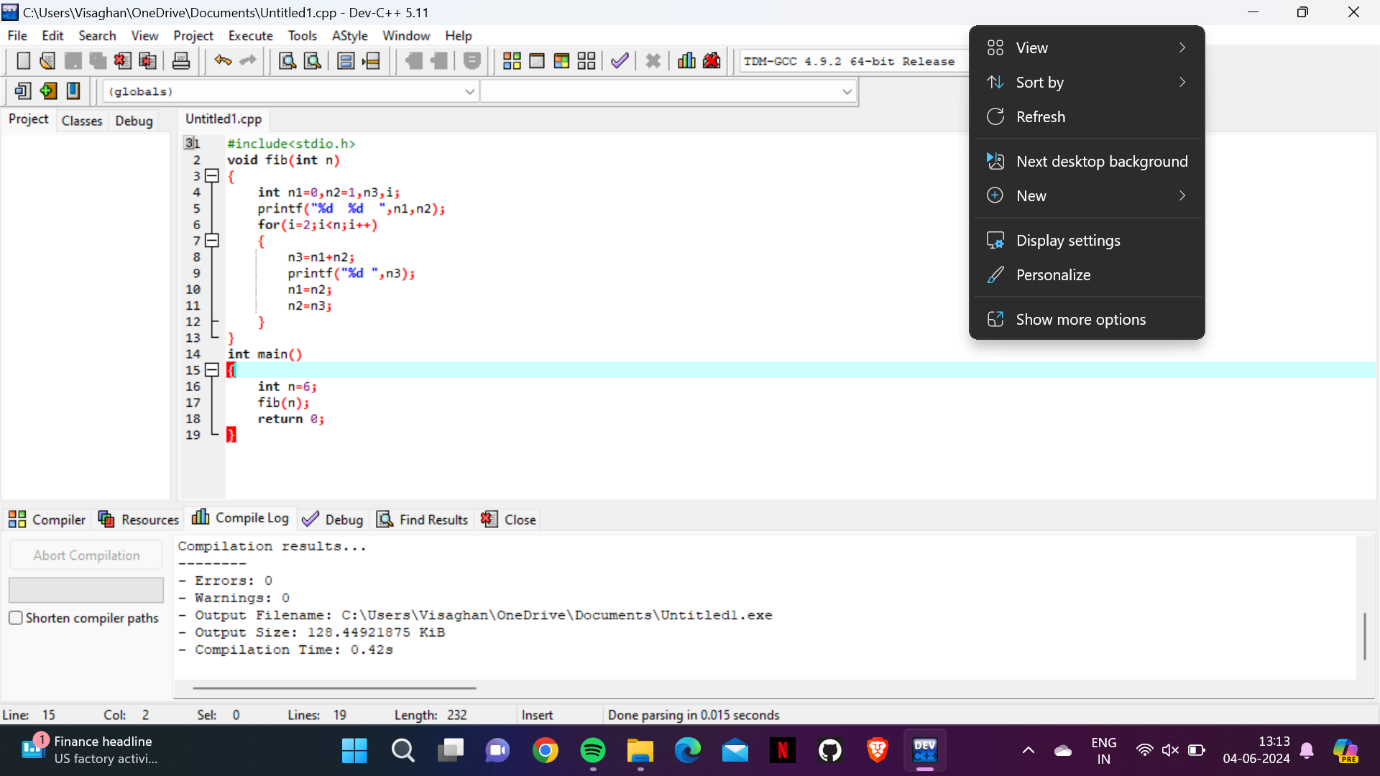 C:\Users\Visaghan\OneDrive\Documents\Untitled1.cpp - Dev-C++ 5.11
File Edit Search View Project Execute Tools AStyle Window Help
TDM-GCC 4.9.2 64-bit Release
(globals)
Project Classes Debug
Untitled1.cpp
31 #include<stdio.h>
2 void fib(int n)
3 {
4 int n1=0,n2=1,n3,i;
5 printf("%d  %d  ",n1,n2);
6 for(i=2;i<n;i++)
7 {
8 n3=n1+n2;
9 printf("%d ",n3);
10 n1=n2;
11 n2=n3;
12 }
13 }
14 int main()
15 {
16 int n=6;
17 fib(n);
18 return 0;
19 }
View
Sort by
Refresh
Next desktop background
New
Display settings
Personalize
Show more options
Compiler Resources Compile Log Debug Find Results Close
Abort Compilation
Shorten compiler paths
Compilation results...
--------
- Errors: 0
- Warnings: 0
- Output Filename: C:\Users\Visaghan\OneDrive\Documents\Untitled1.exe
- Output Size: 128.44921875 KiB
- Compilation Time: 0.42s
Line: 15 Col: 2 Sel: 0 Lines: 19 Length: 232 Insert Done parsing in 0.015 seconds
1
Finance headline
US factory activi...
N
DEV
C++
ENG
IN
13:13
04-06-2024
PRE